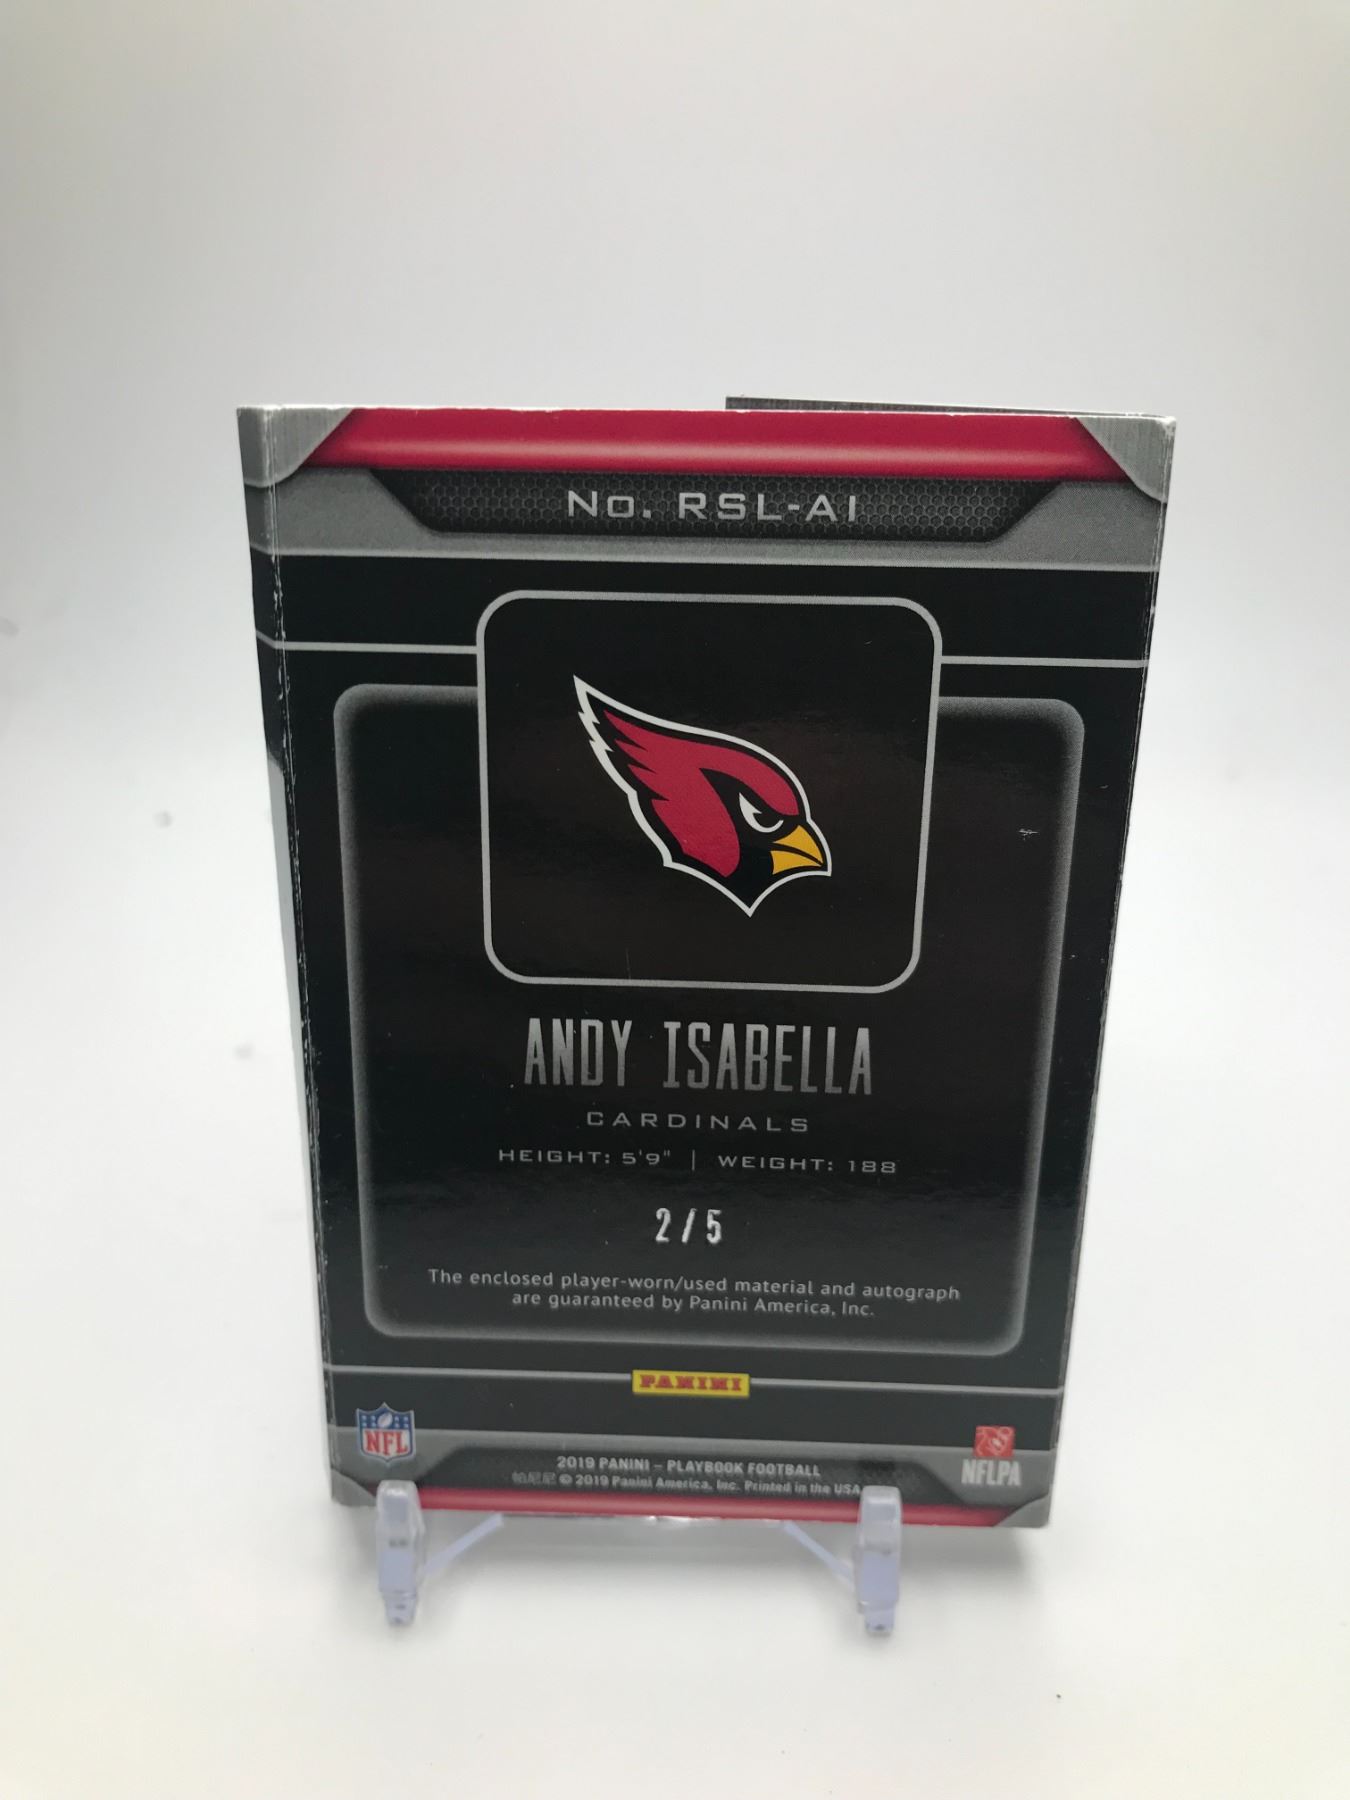 No. RSL-AI
ANDY ISABELLA
CARDINALS
HEIGHT: 5'9" | WEIGHT: 188
2/5
The enclosed player-worn/used material and autograph
are guaranteed by Panini America, Inc.
PANINI
NFL
2019 PANINI – PLAYBOOK FOOTBALL
帕尼尼 © 2019 Panini America, Inc. Printed in the USA
NFLPA